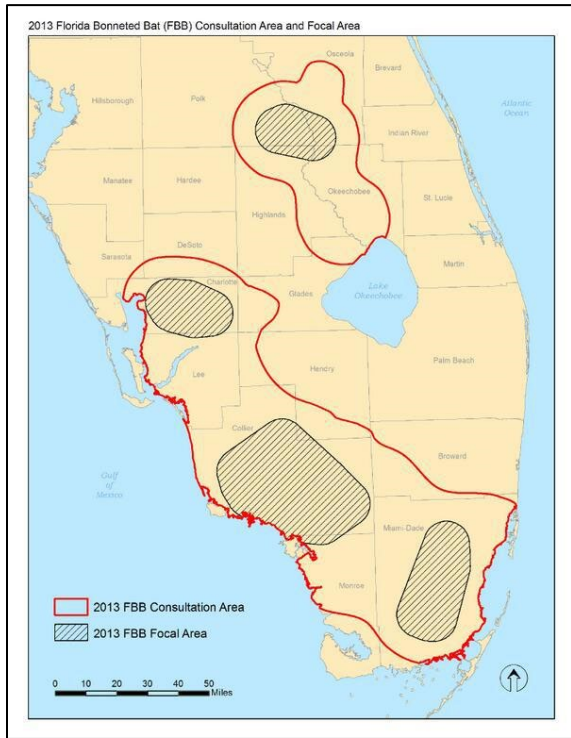 2013 Florida Bonneted Bat (FBB) Consultation Area and Focal Area
Osceola
Brevard
Hillsborough
Polk
Atlantic
Ocean
Indian River
Manatee
Hardee
Okeechobee
St. Lucie
Highlands
DeSoto
Sarasota
Martin
Charlotte
Glades
Lake
Okeechobee
Palm Beach
Lee
Hendry
Collier
Broward
Gulf
of
Mexico
Miami-Dade
Monroe
2013 FBB Consultation Area
2013 FBB Focal Area
0 10 20 30 40 50
Miles